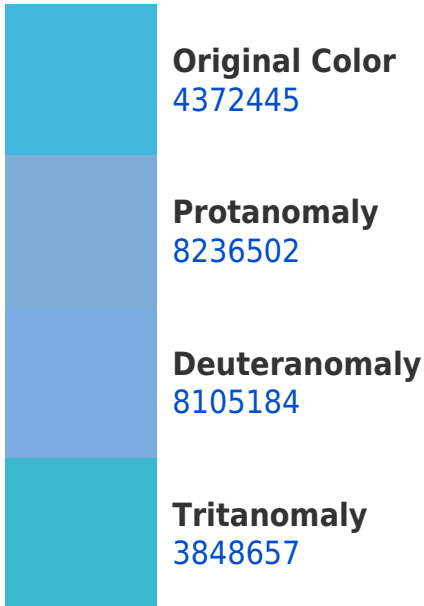 Original Color
4372445
Protanomaly
8236502
Deuteranomaly
8105184
Tritanomaly
3848657